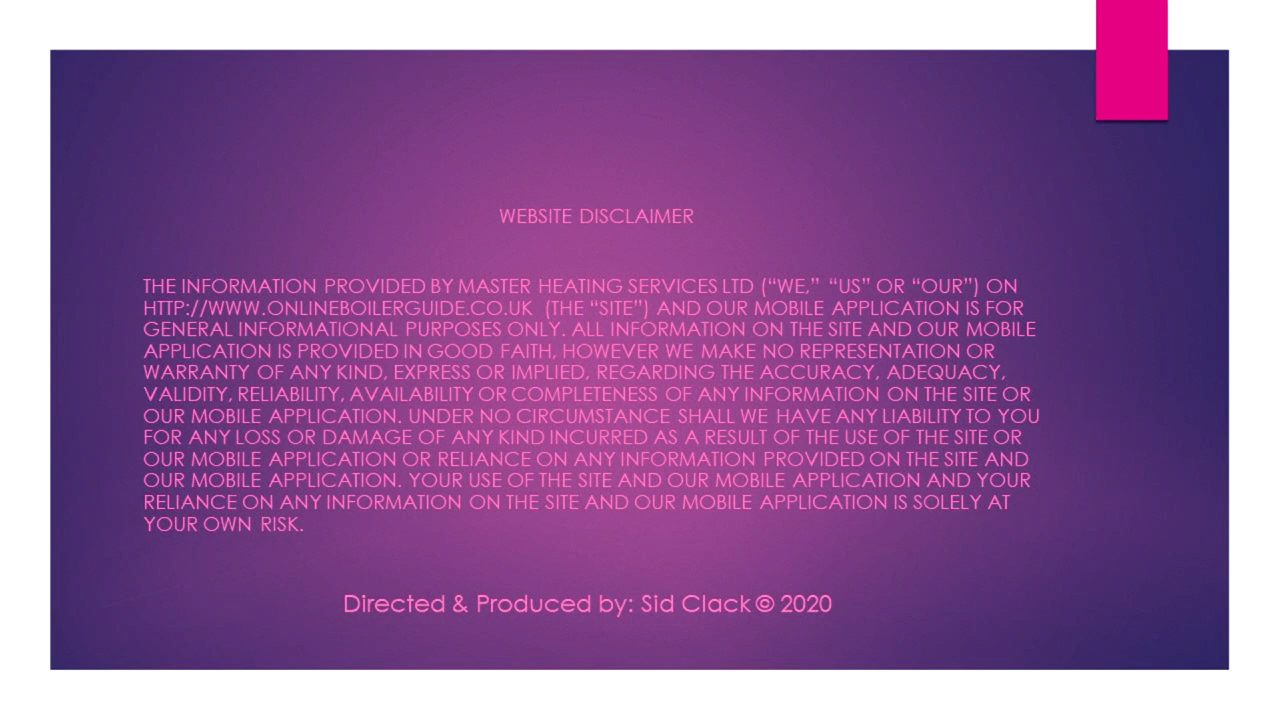 WEBSITE DISCLAIMER
THE INFORMATION PROVIDED BY MASTER HEATING SERVICES LTD (“WE,” “US” OR “OUR”) ON
HTTP://WWW.ONLINEBOILERGUIDE.CO.UK (THE “SITE”) AND OUR MOBILE APPLICATION IS FOR
GENERAL INFORMATIONAL PURPOSES ONLY. ALL INFORMATION ON THE SITE AND OUR MOBILE
APPLICATION IS PROVIDED IN GOOD FAITH, HOWEVER WE MAKE NO REPRESENTATION OR
WARRANTY OF ANY KIND, EXPRESS OR IMPLIED, REGARDING THE ACCURACY, ADEQUACY,
VALIDITY, RELIABILITY, AVAILABILITY OR COMPLETENESS OF ANY INFORMATION ON THE SITE OR
OUR MOBILE APPLICATION. UNDER NO CIRCUMSTANCE SHALL WE HAVE ANY LIABILITY TO YOU
FOR ANY LOSS OR DAMAGE OF ANY KIND INCURRED AS A RESULT OF THE USE OF THE SITE OR
OUR MOBILE APPLICATION OR RELIANCE ON ANY INFORMATION PROVIDED ON THE SITE AND
OUR MOBILE APPLICATION. YOUR USE OF THE SITE AND OUR MOBILE APPLICATION AND YOUR
RELIANCE ON ANY INFORMATION ON THE SITE AND OUR MOBILE APPLICATION IS SOLELY AT
YOUR OWN RISK.
Directed & Produced by: Sid Clack © 2020